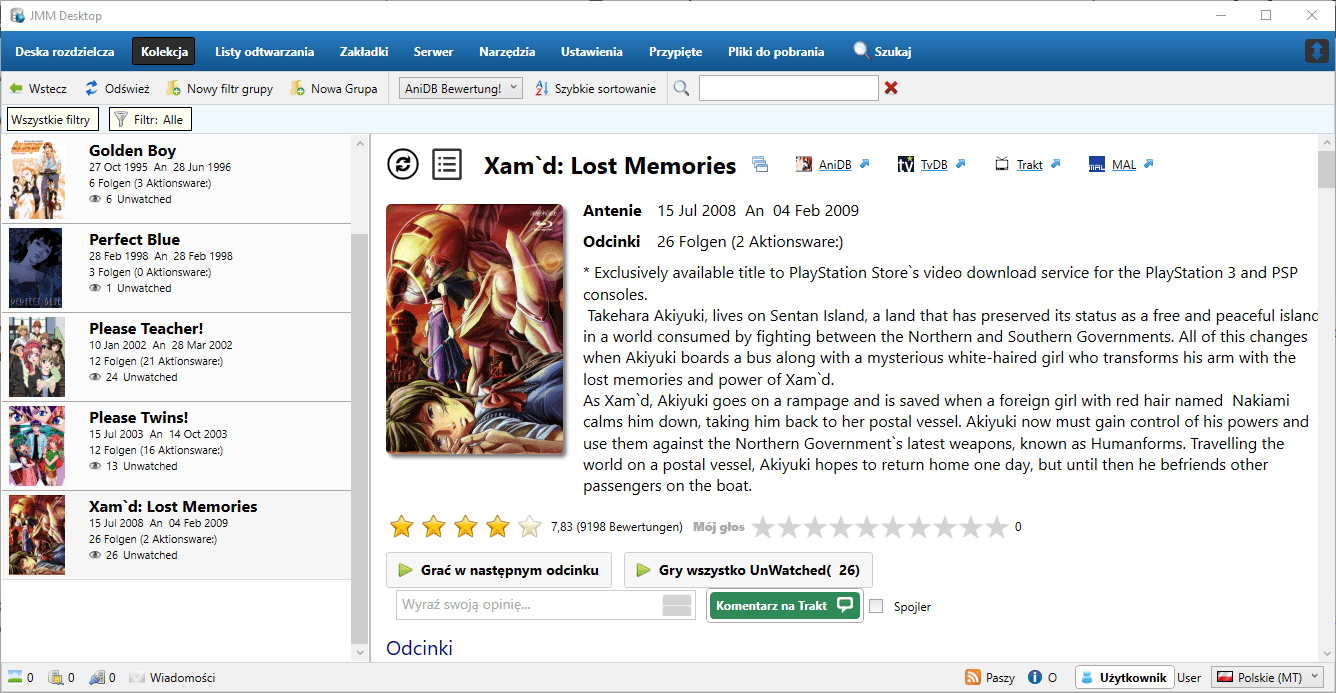 JMM Desktop
Deska rozdzielcza Kolekcja Listy odtwarzania Zakładki Serwer Narzędzia Ustawienia Przypięte Pliki do pobrania Szukaj
Wstecz Odśwież Nowy filtr grupy Nowa Grupa AniDB Bewertung! Szybkie sortowanie
Wszystkie filtry Filtr: Alle
Golden Boy
27 Oct 1995 An 28 Jun 1996
6 Folgen (3 Aktionsware:)
6 Unwatched
Perfect Blue
28 Feb 1998 An 28 Feb 1998
3 Folgen (0 Aktionsware:)
1 Unwatched
PERFECT BLUE
Please Teacher!
10 Jan 2002 An 28 Mar 2002
12 Folgen (21 Aktionsware:)
24 Unwatched
Please Twins!
15 Jul 2003 An 14 Oct 2003
12 Folgen (16 Aktionsware:)
13 Unwatched
Xam`d: Lost Memories
15 Jul 2008 An 04 Feb 2009
26 Folgen (2 Aktionsware:)
26 Unwatched
Xam`d: Lost Memories AniDB TvDB Trakt MAL
Antenie 15 Jul 2008 An 04 Feb 2009
Odcinki 26 Folgen (2 Aktionsware:)
* Exclusively available title to PlayStation Store`s video download service for the PlayStation 3 and PSP
consoles.
Takehara Akiyuki, lives on Sentan Island, a land that has preserved its status as a free and peaceful island
in a world consumed by fighting between the Northern and Southern Governments. All of this changes
when Akiyuki boards a bus along with a mysterious white-haired girl who transforms his arm with the
lost memories and power of Xam`d.
As Xam`d, Akiyuki goes on a rampage and is saved when a foreign girl with red hair named Nakiami
calms him down, taking him back to her postal vessel. Akiyuki now must gain control of his powers and
use them against the Northern Government`s latest weapons, known as Humanforms. Travelling the
world on a postal vessel, Akiyuki hopes to return home one day, but until then he befriends other
passengers on the boat.
7,83 (9198 Bewertungen) Mój głos 0
Grać w następnym odcinku Gry wszystko UnWatched( 26)
Wyraź swoją opinię... Komentarz na Trakt Spojler
Odcinki
0 0 0 Wiadomości Paszy O Użytkownik User Polskie (MT)